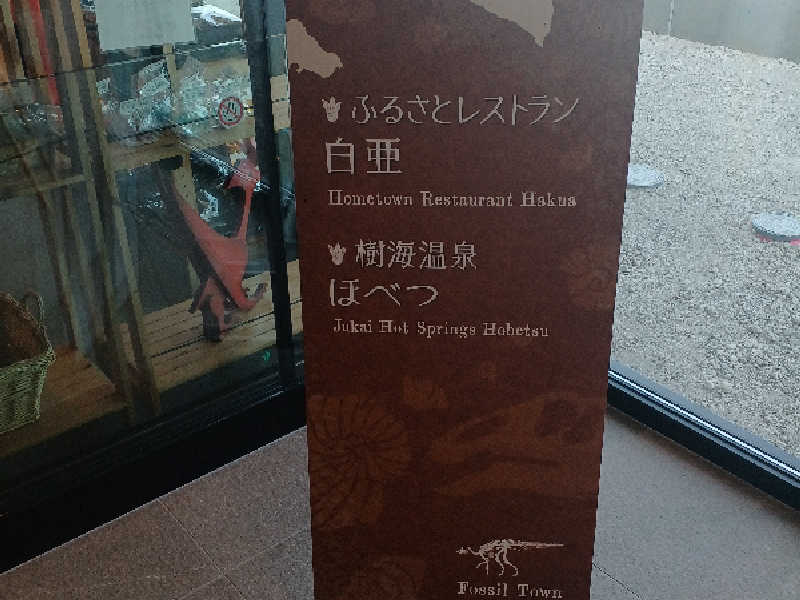 ふるさとレストラン
白亜
Hometown Restaurant Hakua
樹海温泉
ほべつ
Jukai Hot Springs Hobetsu
Fossil Town